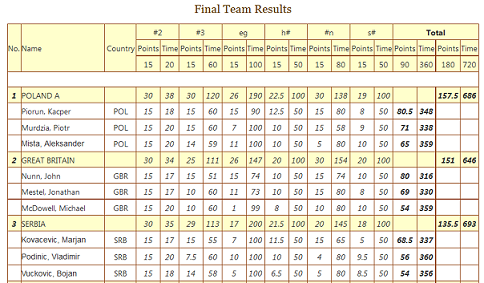 Final Team Results
#2 #3 eg h# #n s# Total
No. Name Country Points Time Points Time Points Time Points Time Points Time Points Time Points Time Points Time
15 20 15 60 15 100 15 50 15 80 15 50 90 360 180 720
1 POLAND A 30 38 30 120 26 190 22.5 100 30 138 19 100 157.5 686
Piorun, Kacper POL 15 18 15 60 15 90 12.5 50 15 80 8 50 80.5 348
Murdzia, Piotr POL 15 20 15 60 7 100 10 50 15 58 9 50 71 338
Mista, Aleksander POL 15 20 14 59 11 100 10 50 5 80 10 50 65 359
2 GREAT BRITAIN 30 34 25 111 26 147 20 100 30 154 20 100 151 646
Nunn, John GBR 15 17 15 51 15 74 10 50 15 74 10 50 80 316
Mestel, Jonathan GBR 15 17 10 60 11 73 10 50 15 80 8 50 69 330
McDowell, Michael GBR 15 20 10 60 1 99 8 50 10 80 10 50 54 359
3 SERBIA 30 35 29 113 17 200 21.5 100 20 145 18 100 135.5 693
Kovacevic, Marjan SRB 15 17 15 55 7 100 11.5 50 15 65 5 50 68.5 337
Podinic, Vladimir SRB 15 20 7.5 60 10 100 10 50 4 80 9.5 50 56 360
Vuckovic, Bojan SRB 15 18 14 58 5 100 6.5 50 5 80 8.5 50 54 356